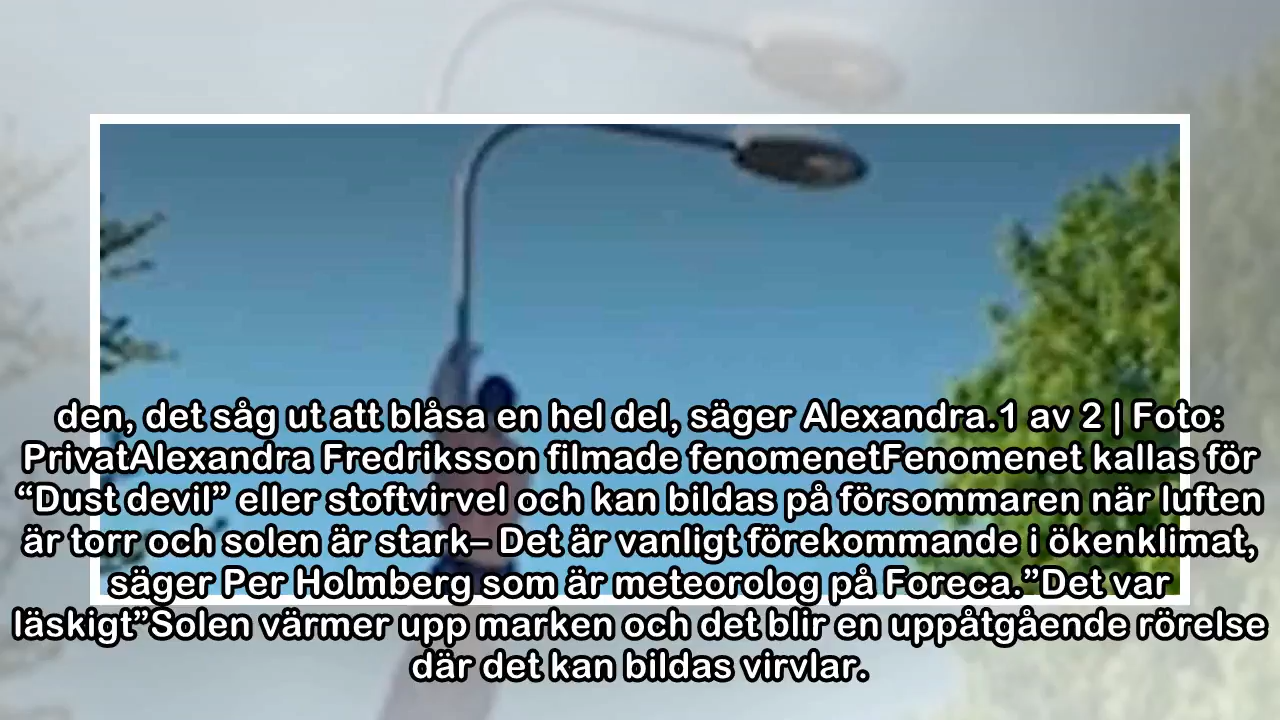 den, det såg ut att blåsa en hel del, säger Alexandra.1 av 2 | Foto:
PrivatAlexandra Fredriksson filmade fenomenetFenomenet kallas för
“Dust devil” eller stoftvirvel och kan bildas på försommaren när luften
är torr och solen är stark– Det är vanligt förekommande i ökenklimat,
säger Per Holmberg som är meteorolog på Foreca.”Det var
läskigt”Solen värmer upp marken och det blir en uppåtgående rörelse
där det kan bildas virvlar.